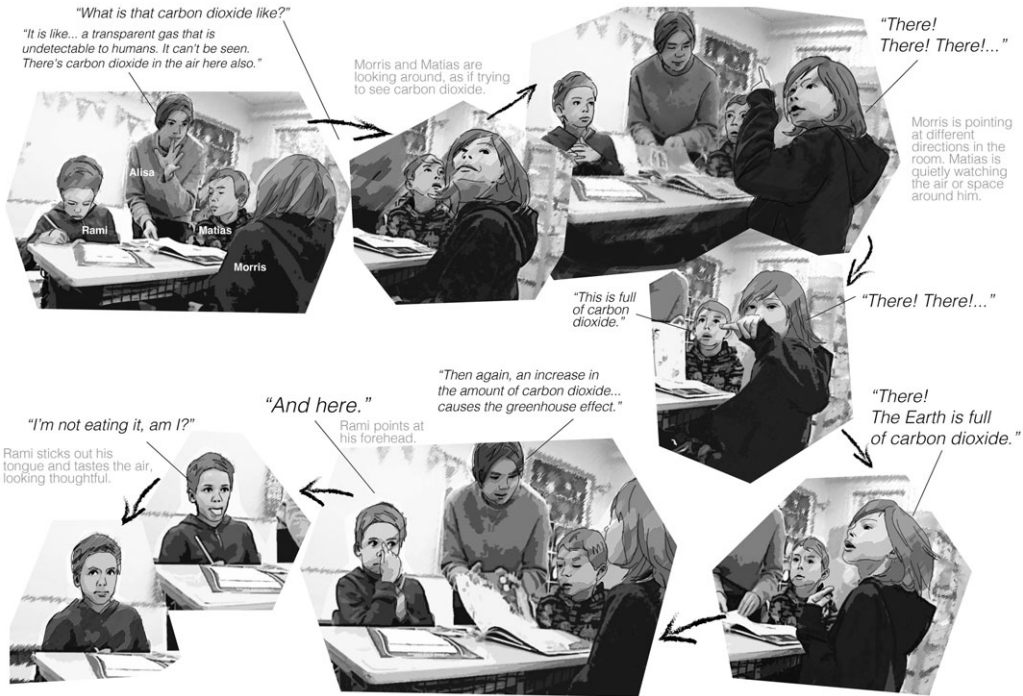 “What is that carbon dioxide like?”
“It is like... a transparent gas that is
undetectable to humans. It can’t be seen.
There’s carbon dioxide in the air here also.”
Alisa
Rami
Matias
Morris
Morris and Matias are
looking around, as if trying
to see carbon dioxide.
“There!
There! There!...”
Morris is pointing
at different
directions in the
room. Matias is
quietly watching
the air or space
around him.
“There! There!...”
“This is full
of carbon
dioxide.”
“There!
The Earth is full
of carbon dioxide.”
“Then again, an increase in
the amount of carbon dioxide...
causes the greenhouse effect.”
“And here.”
Rami points at
his forehead.
“I’m not eating it, am I?”
Rami sticks out his
tongue and tastes the air,
looking thoughtful.